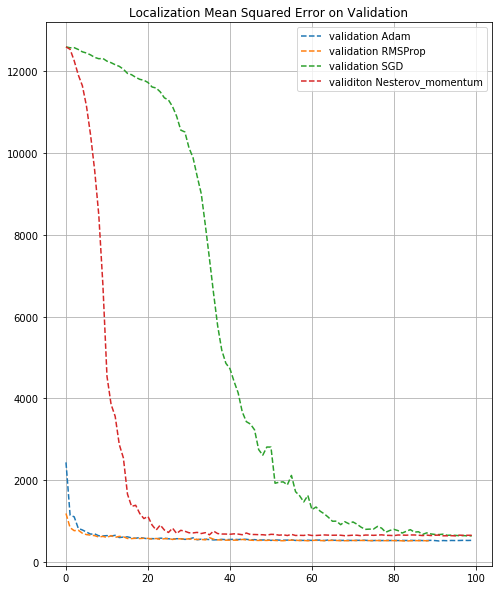 Localization Mean Squared Error on Validation
validation Adam
validation RMSProp
validation SGD
validiton Nesterov_momentum
12000
10000
8000
6000
4000
2000
0
0 20 40 60 80 100